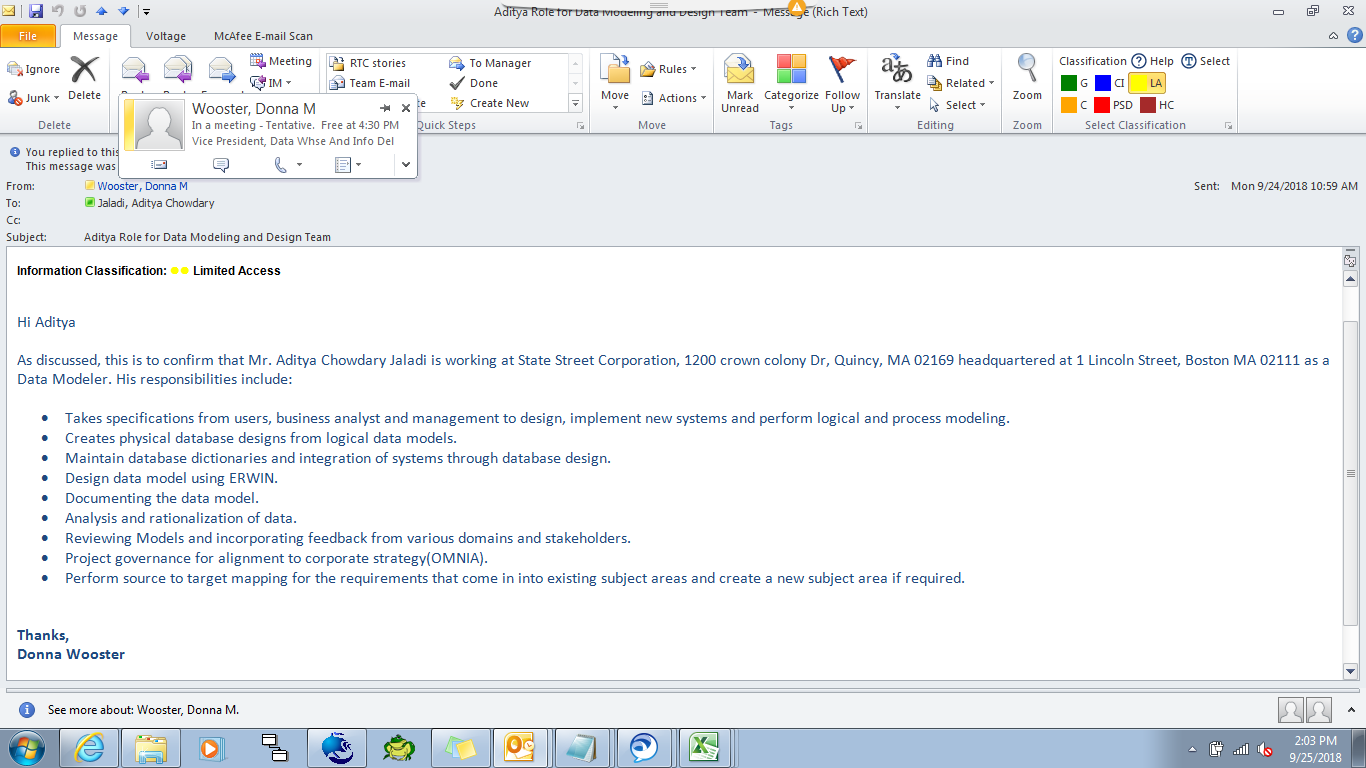 Aditya Role for Data Modeling and Design Team - Message (Rich Text)
File Message Voltage McAfee E-mail Scan
Ignore
Junk
Delete
Meeting
IM
RTC stories
Team E-mail
To Manager
Done
Create New
Move
Rules
Actions
Mark Unread
Categorize
Follow Up
Translate
Find
Related
Select
Zoom
Classification Help Select
G CI LA
C PSD HC
Delete Quick Steps Move Tags Editing Zoom Select Classification
Wooster, Donna M
In a meeting - Tentative. Free at 4:30 PM
Vice President, Data Whse And Info Del
You replied to this
This message was
From: Wooster, Donna M Sent: Mon 9/24/2018 10:59 AM
To: Jaladi, Aditya Chowdary
Cc:
Subject: Aditya Role for Data Modeling and Design Team
Information Classification: Limited Access
Hi Aditya
As discussed, this is to confirm that Mr. Aditya Chowdary Jaladi is working at State Street Corporation, 1200 crown colony Dr, Quincy, MA 02169 headquartered at 1 Lincoln Street, Boston MA 02111 as a
Data Modeler. His responsibilities include:
• Takes specifications from users, business analyst and management to design, implement new systems and perform logical and process modeling.
• Creates physical database designs from logical data models.
• Maintain database dictionaries and integration of systems through database design.
• Design data model using ERWIN.
• Documenting the data model.
• Analysis and rationalization of data.
• Reviewing Models and incorporating feedback from various domains and stakeholders.
• Project governance for alignment to corporate strategy(OMNIA).
• Perform source to target mapping for the requirements that come in into existing subject areas and create a new subject area if required.
Thanks,
Donna Wooster
See more about: Wooster, Donna M.
2:03 PM
9/25/2018